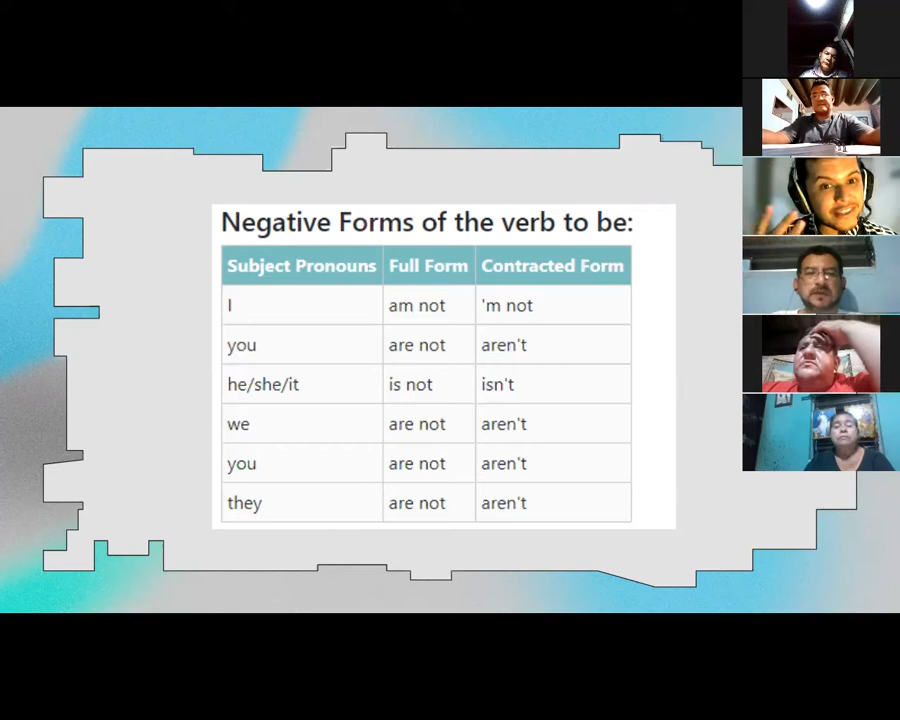 Negative Forms of the verb to be:
Subject Pronouns Full Form Contracted Form
I am not 'm not
you are not aren't
he/she/it is not isn't
we are not aren't
you are not aren't
they are not aren't